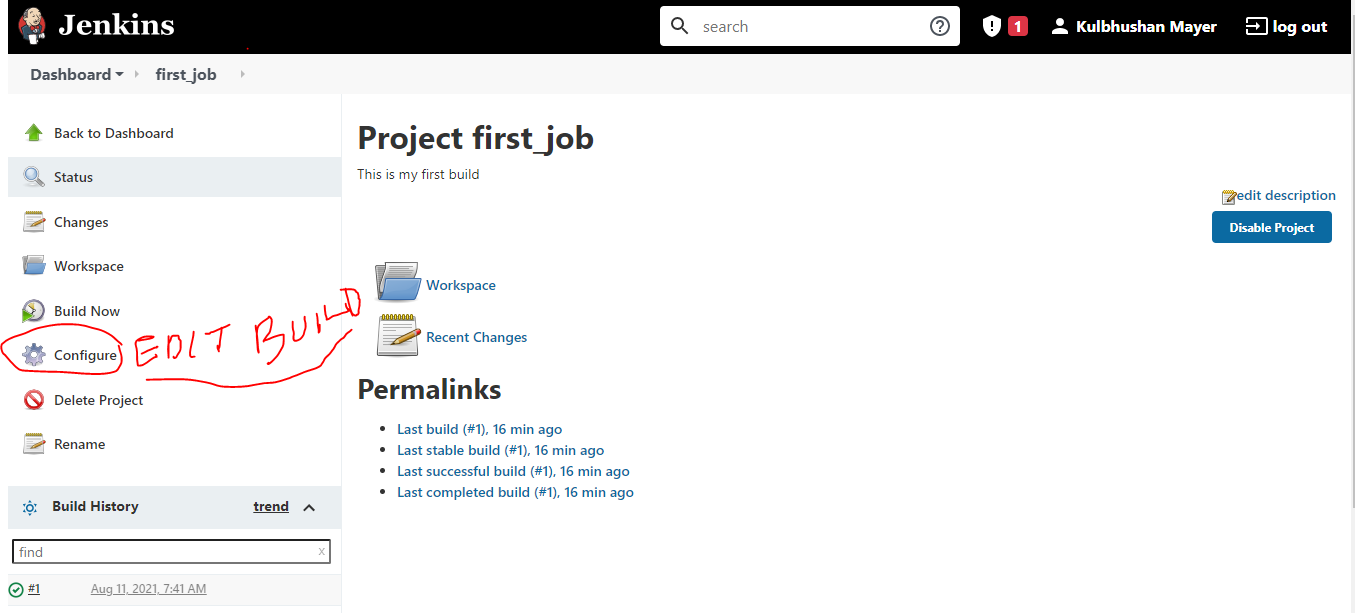 Jenkins
search
1
Kulbhushan Mayer
log out
Dashboard
first_job
Back to Dashboard
Status
Changes
Workspace
Build Now
Configure
EDIT BUILD
Delete Project
Rename
Build History
trend
find
x
#1
Aug 11, 2021, 7:41 AM
Project first_job
This is my first build
edit description
Disable Project
Workspace
Recent Changes
Permalinks
Last build (#1), 16 min ago
Last stable build (#1), 16 min ago
Last successful build (#1), 16 min ago
Last completed build (#1), 16 min ago